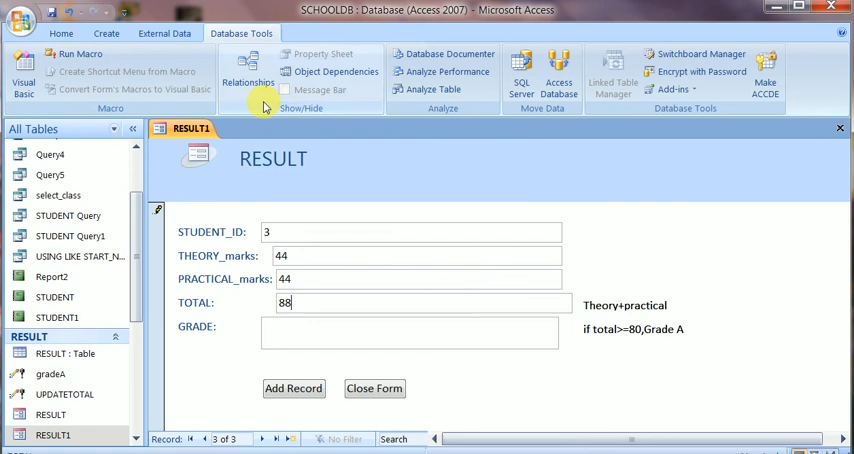 SCHOOLDB : Database (Access 2007) - Microsoft Access
Home Create External Data Database Tools
Visual Basic
Run Macro
Create Shortcut Menu from Macro
Convert Form's Macros to Visual Basic
Macro
Relationships
Property Sheet
Object Dependencies
Message Bar
Show/Hide
Database Documenter
Analyze Performance
Analyze Table
Analyze
SQL Server
Access Database
Move Data
Linked Table Manager
Switchboard Manager
Encrypt with Password
Add-ins
Make ACCDE
Database Tools
All Tables
Query4
Query5
select_class
STUDENT Query
STUDENT Query1
USING LIKE START_N...
Report2
STUDENT
STUDENT1
RESULT
RESULT : Table
gradeA
UPDATETOTAL
RESULT
RESULT1
RESULT1
RESULT
STUDENT_ID: 3
THEORY_marks: 44
PRACTICAL_marks: 44
TOTAL: 88
Theory+practical
GRADE:
if total>=80,Grade A
Add Record Close Form
Record: 3 of 3 No Filter Search